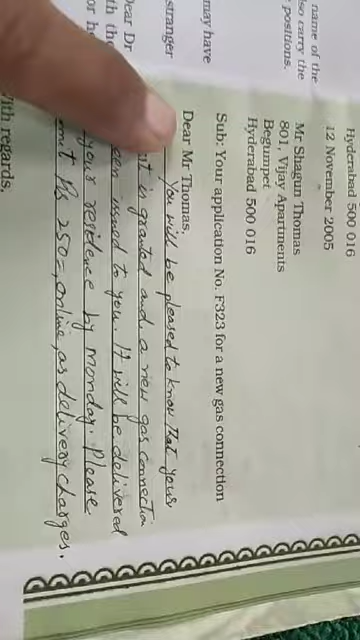 name of the
so carry the
positions.
may have
stranger
Dear Dr
Hyderabad 500 016
12 November 2005
Mr Shagun Thomas
801, Vijay Apartments
Begumpet
Hyderabad 500 016
Sub: Your application No. F323 for a new gas connection
Dear Mr Thomas,
You will be pleased to know that your
is granted and a new gas connection
issued to you. It will be delivered
your residence by Monday. Please
Rs 250=, online, as delivery charges.
With regards,